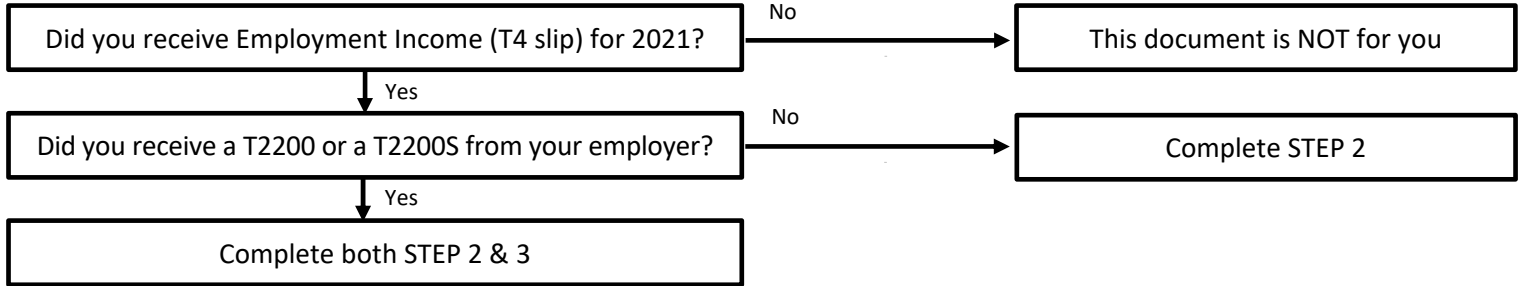 Did you receive Employment Income (T4 slip) for 2021?
No
This document is NOT for you
Yes
Did you receive a T2200 or a T2200S from your employer?
No
Complete STEP 2
Yes
Complete both STEP 2 & 3